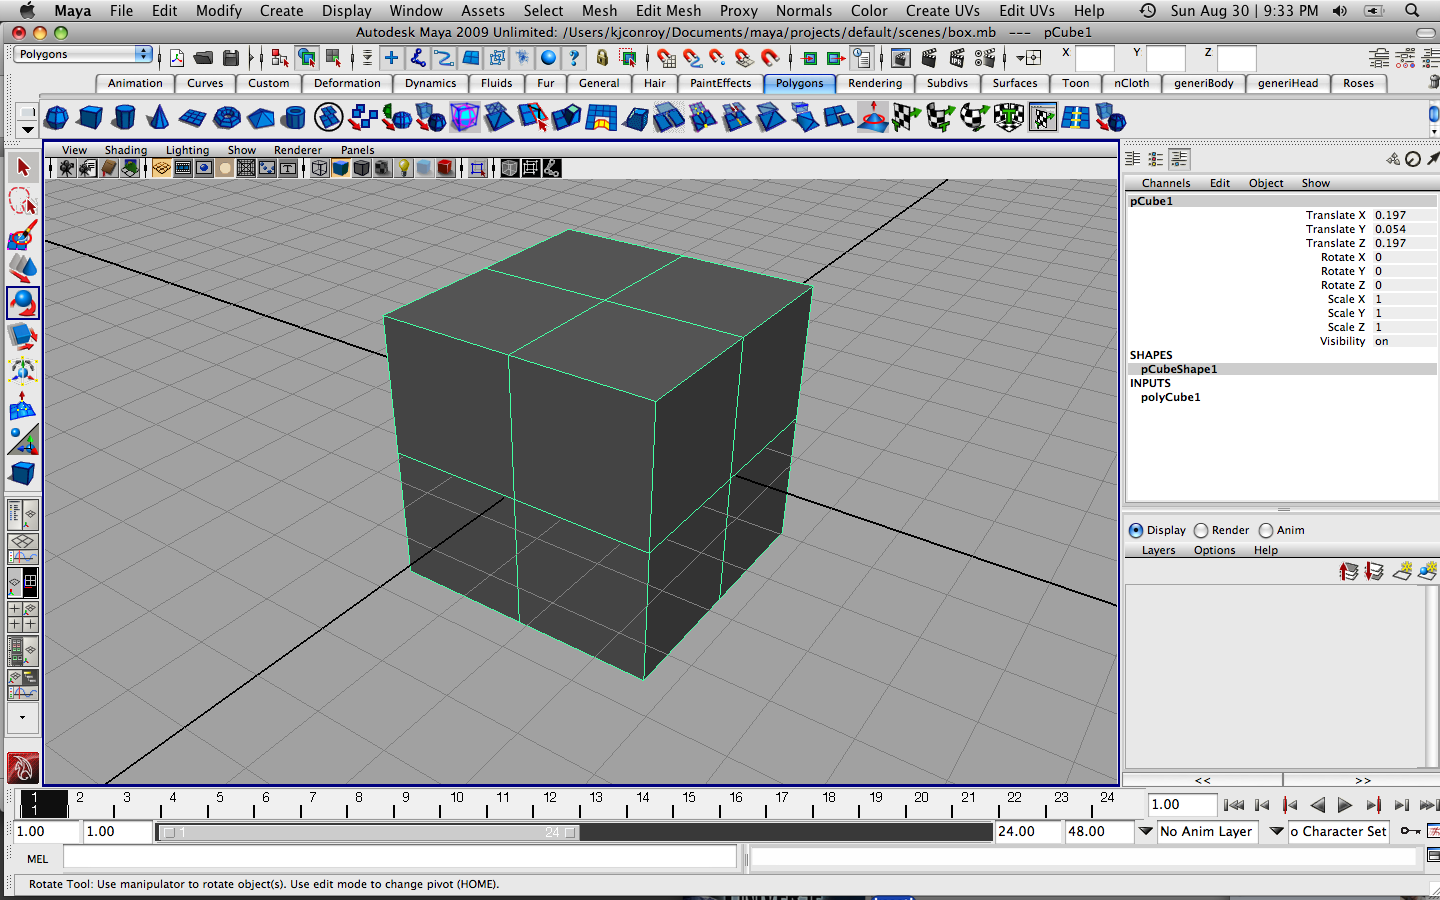 Maya File Edit Modify Create Display Window Assets Select Mesh Edit Mesh Proxy Normals Color Create UVs Edit UVs Help Sun Aug 30 | 9:33 PM
Autodesk Maya 2009 Unlimited: /Users/kjconroy/Documents/maya/projects/default/scenes/box.mb --- pCube1
Polygons X Y Z
Animation Curves Custom Deformation Dynamics Fluids Fur General Hair PaintEffects Polygons Rendering Subdivs Surfaces Toon nCloth generiBody generiHead Roses
View Shading Lighting Show Renderer Panels
Channels Edit Object Show
pCube1
Translate X 0.197
Translate Y 0.054
Translate Z 0.197
Rotate X 0
Rotate Y 0
Rotate Z 0
Scale X 1
Scale Y 1
Scale Z 1
Visibility on
SHAPES
pCubeShape1
INPUTS
polyCube1
Display Render Anim
Layers Options Help
<< >>
1 2 3 4 5 6 7 8 9 10 11 12 13 14 15 16 17 18 19 20 21 22 23 24 1.00
1
1.00 1.00 1 24 24.00 48.00 No Anim Layer o Character Set
MEL
Rotate Tool: Use manipulator to rotate object(s). Use edit mode to change pivot (HOME).